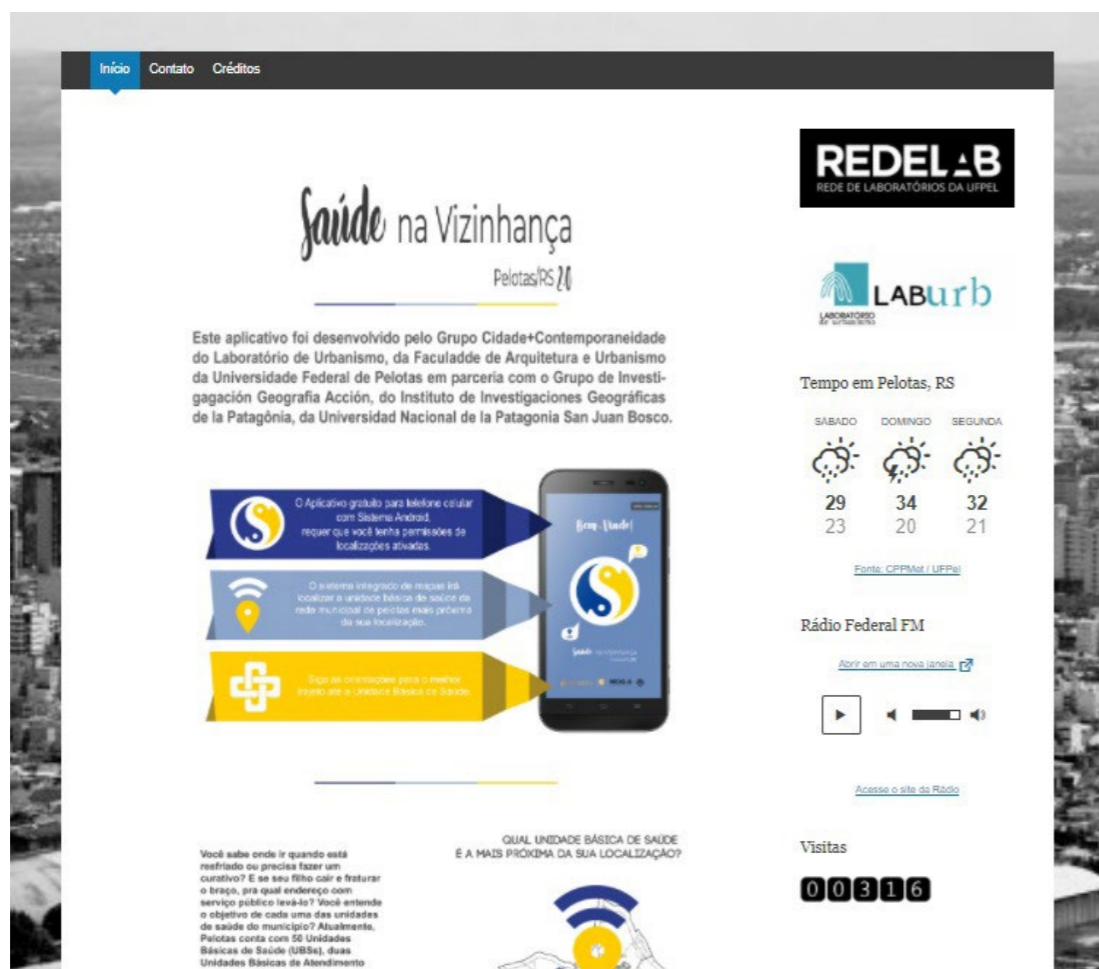 Início Contato Créditos
Saúde na Vizinhança
Pelotas/RS 2.0
Este aplicativo foi desenvolvido pelo Grupo Cidade+Contemporaneidade
do Laboratório de Urbanismo, da Faculadde de Arquitetura e Urbanismo
da Universidade Federal de Pelotas em parceria com o Grupo de Investi-
gagación Geografia Acción, do Instituto de Investigaciones Geográficas
de la Patagônia, da Universidad Nacional de la Patagonia San Juan Bosco.
O Aplicativo gratuito para telefone celular
com Sistema Android,
requer que você tenha permissões de
localizações ativadas.
O sistema integrado de mapas irá
localizar a unidade básica de saúde da
rede municipal de pelotas mais próxima
da sua localização.
Siga as orientações para o melhor
trajeto até a Unidade Básica de Saúde.
Bem-Vindo!
Saúde na Vizinhança
Você sabe onde ir quando está
resfriado ou precisa fazer um
curativo? E se seu filho cair e fraturar
o braço, pra qual endereço com
serviço público levá-lo? Você entende
o objetivo de cada uma das unidades
de saúde do município? Atualmente,
Pelotas conta com 50 Unidades
Básicas de Saúde (UBSs), duas
Unidades Básicas de Atendimento
QUAL UNIDADE BÁSICA DE SAÚDE
É A MAIS PRÓXIMA DA SUA LOCALIZAÇÃO?
REDELAB
REDE DE LABORATÓRIOS DA UFPEL
LABurb
LABORATÓRIO
DE URBANISMO
Tempo em Pelotas, RS
SÁBADO DOMINGO SEGUNDA
29 34 32
23 20 21
Fonte: CPPMet / UFPel
Rádio Federal FM
Abrir em uma nova janela
Acesse o site da Rádio
Visitas
00316